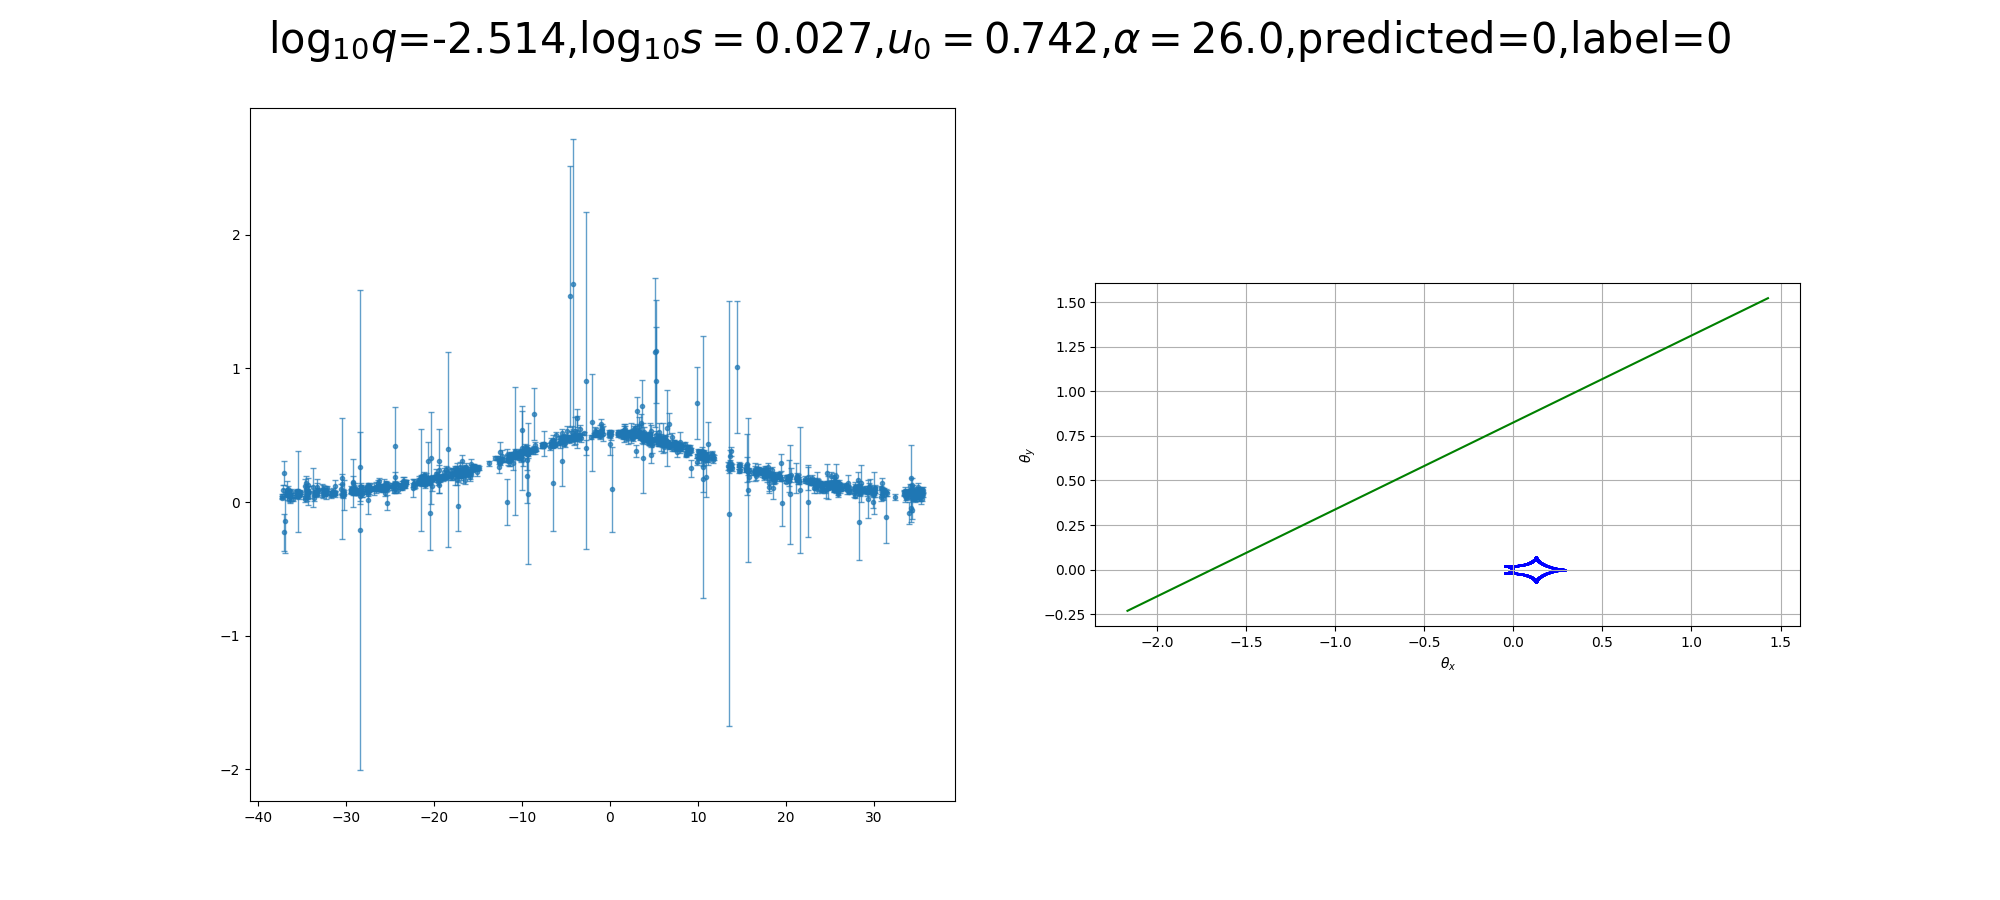 log₁₀q=-2.514,log₁₀s = 0.027,u₀ = 0.742,α = 26.0,predicted=0,label=0
2
1
0
−1
−2
−40 −30 −20 −10 0 10 20 30
1.50
1.25
1.00
0.75
0.50
0.25
0.00
−0.25
θy
−2.0 −1.5 −1.0 −0.5 0.0 0.5 1.0 1.5
θx